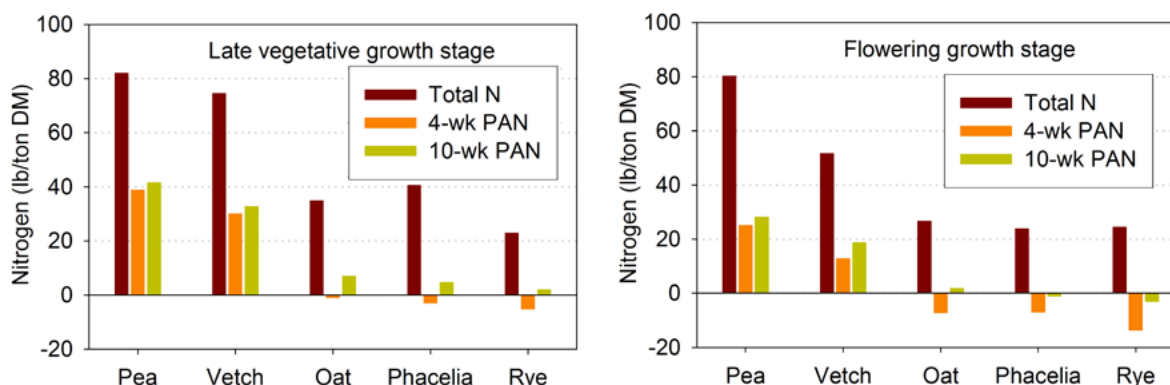 Late vegetative growth stage
Nitrogen (lb/ton DM)
100
80
60
40
20
0
-20
Total N
4-wk PAN
10-wk PAN
Pea Vetch Oat Phacelia Rye
Flowering growth stage
Nitrogen (lb/ton DM)
100
80
60
40
20
0
-20
Total N
4-wk PAN
10-wk PAN
Pea Vetch Oat Phacelia Rye